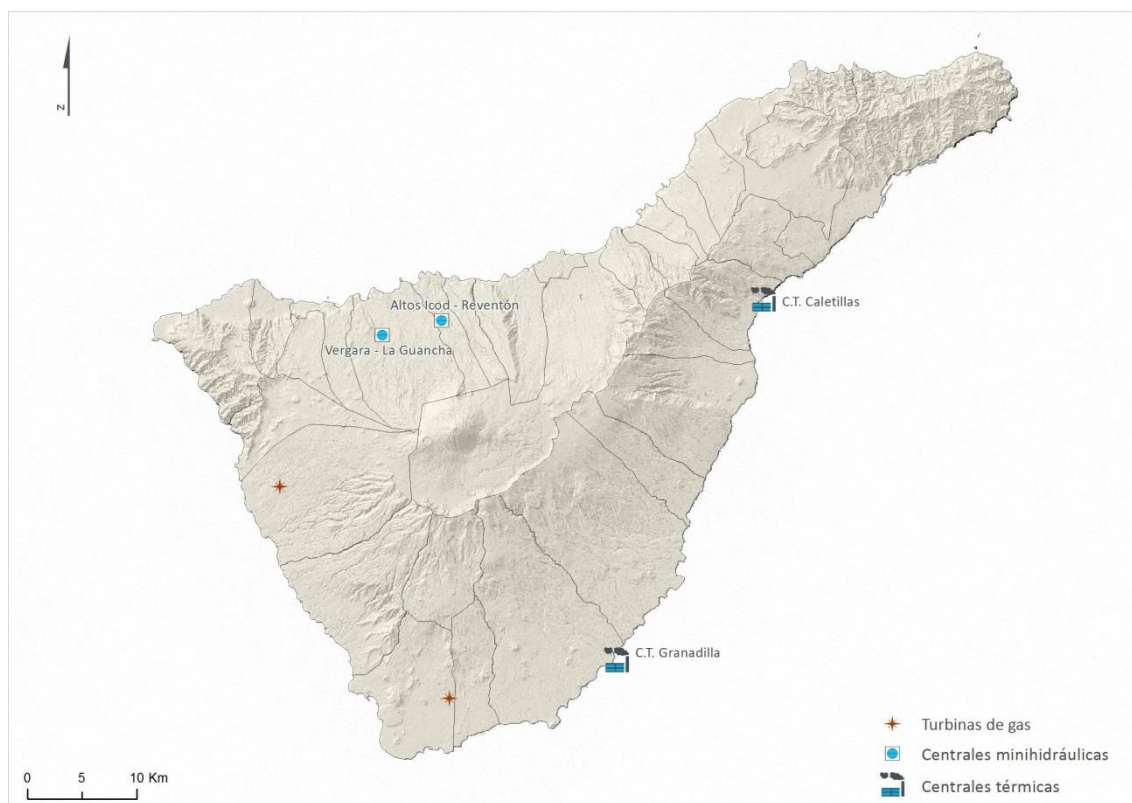 N
C.T. Caletillas
Altos Icod - Reventón
Vergara - La Guancha
C.T. Granadilla
Turbinas de gas
Centrales minihidráulicas
Centrales térmicas
0 5 10 Km